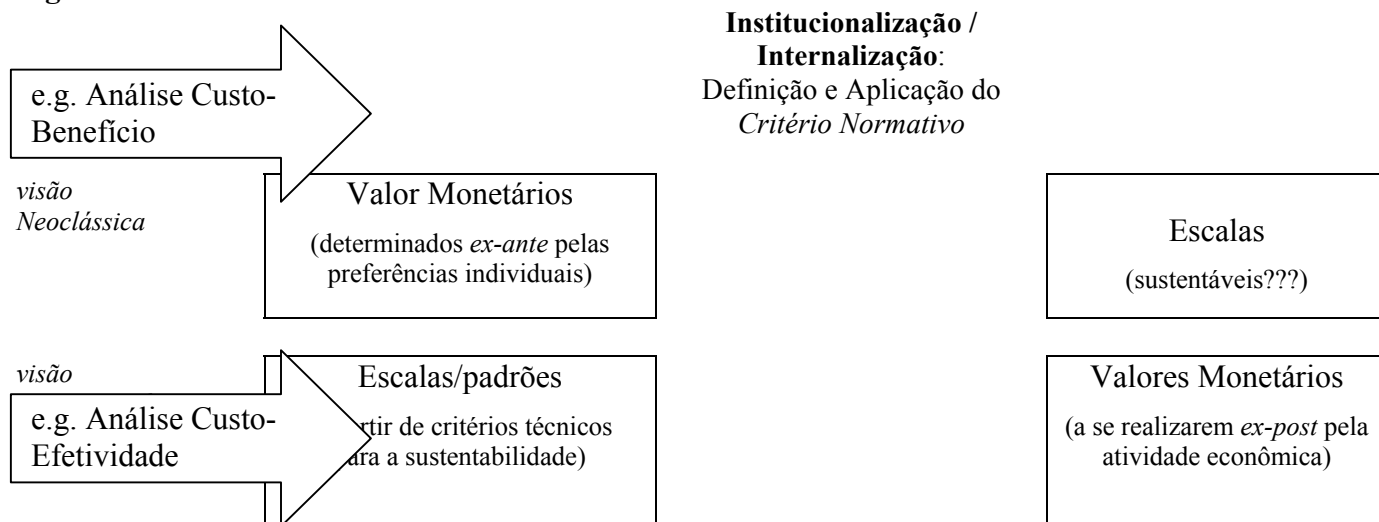 Institucionalização /
Internalização:
Definição e Aplicação do
Critério Normativo
e.g. Análise Custo-
Benefício
visão
Neoclássica
Valor Monetários
(determinados ex-ante pelas
preferências individuais)
Escalas
(sustentáveis???)
visão
e.g. Análise Custo-
Efetividade
Escalas/padrões
de critérios técnicos
a sustentabilidade)
Valores Monetários
(a se realizarem ex-post pela
atividade econômica)